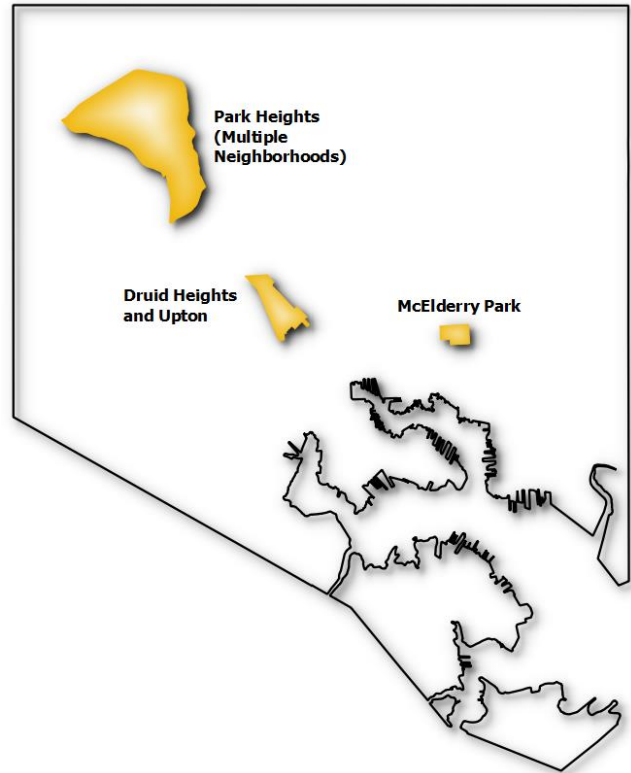 Park Heights
(Multiple
Neighborhoods)
Druid Heights
and Upton
McElderry Park